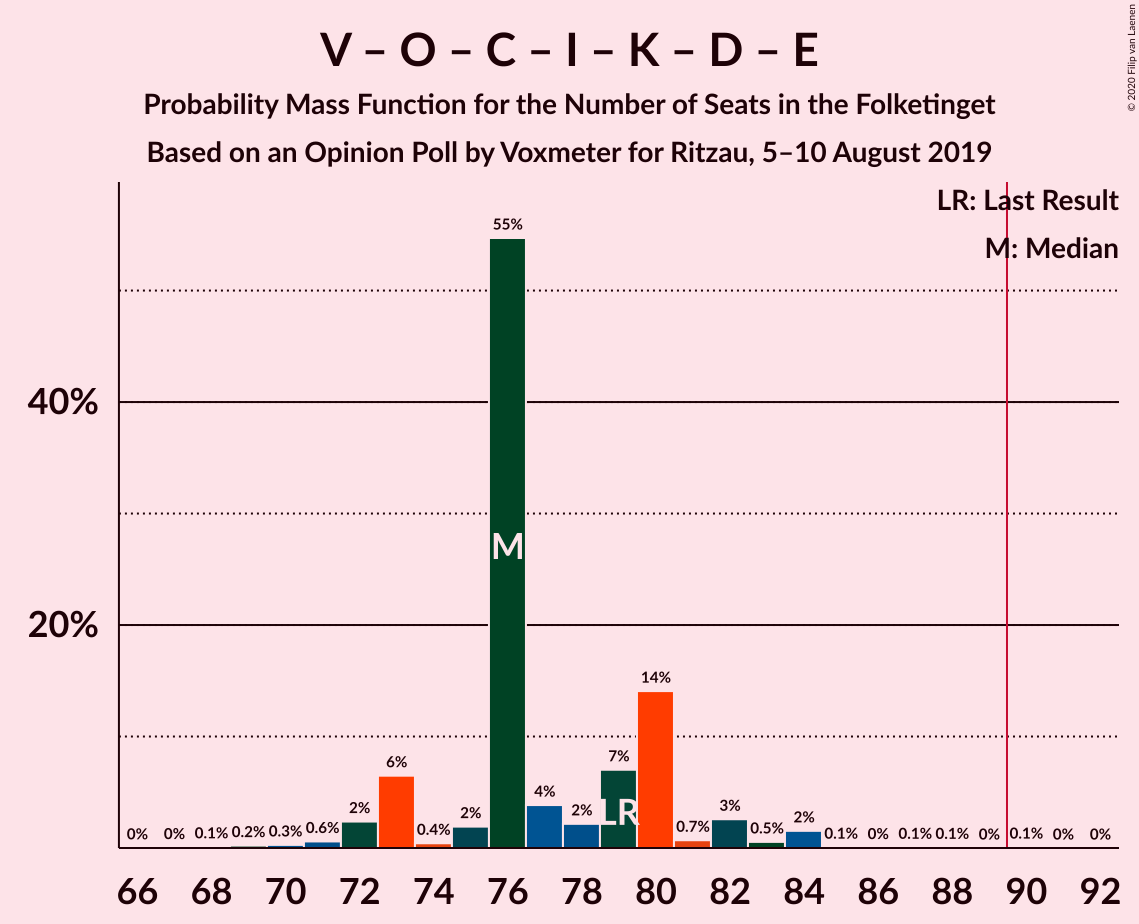 V – O – C – I – K – D – E
Probability Mass Function for the Number of Seats in the Folketinget
Based on an Opinion Poll by Voxmeter for Ritzau, 5–10 August 2019
© 2020 Filip van Laenen
LR: Last Result
M: Median
55%
40%
M
20%
14%
7%
6%
4%
LR
3%
2%
2%
2%
2%
0% 0% 0.1% 0.2% 0.3% 0.6% 0.4% 0.7% 0.5% 0.1% 0% 0.1% 0.1% 0% 0.1% 0% 0%
66 68 70 72 74 76 78 80 82 84 86 88 90 92